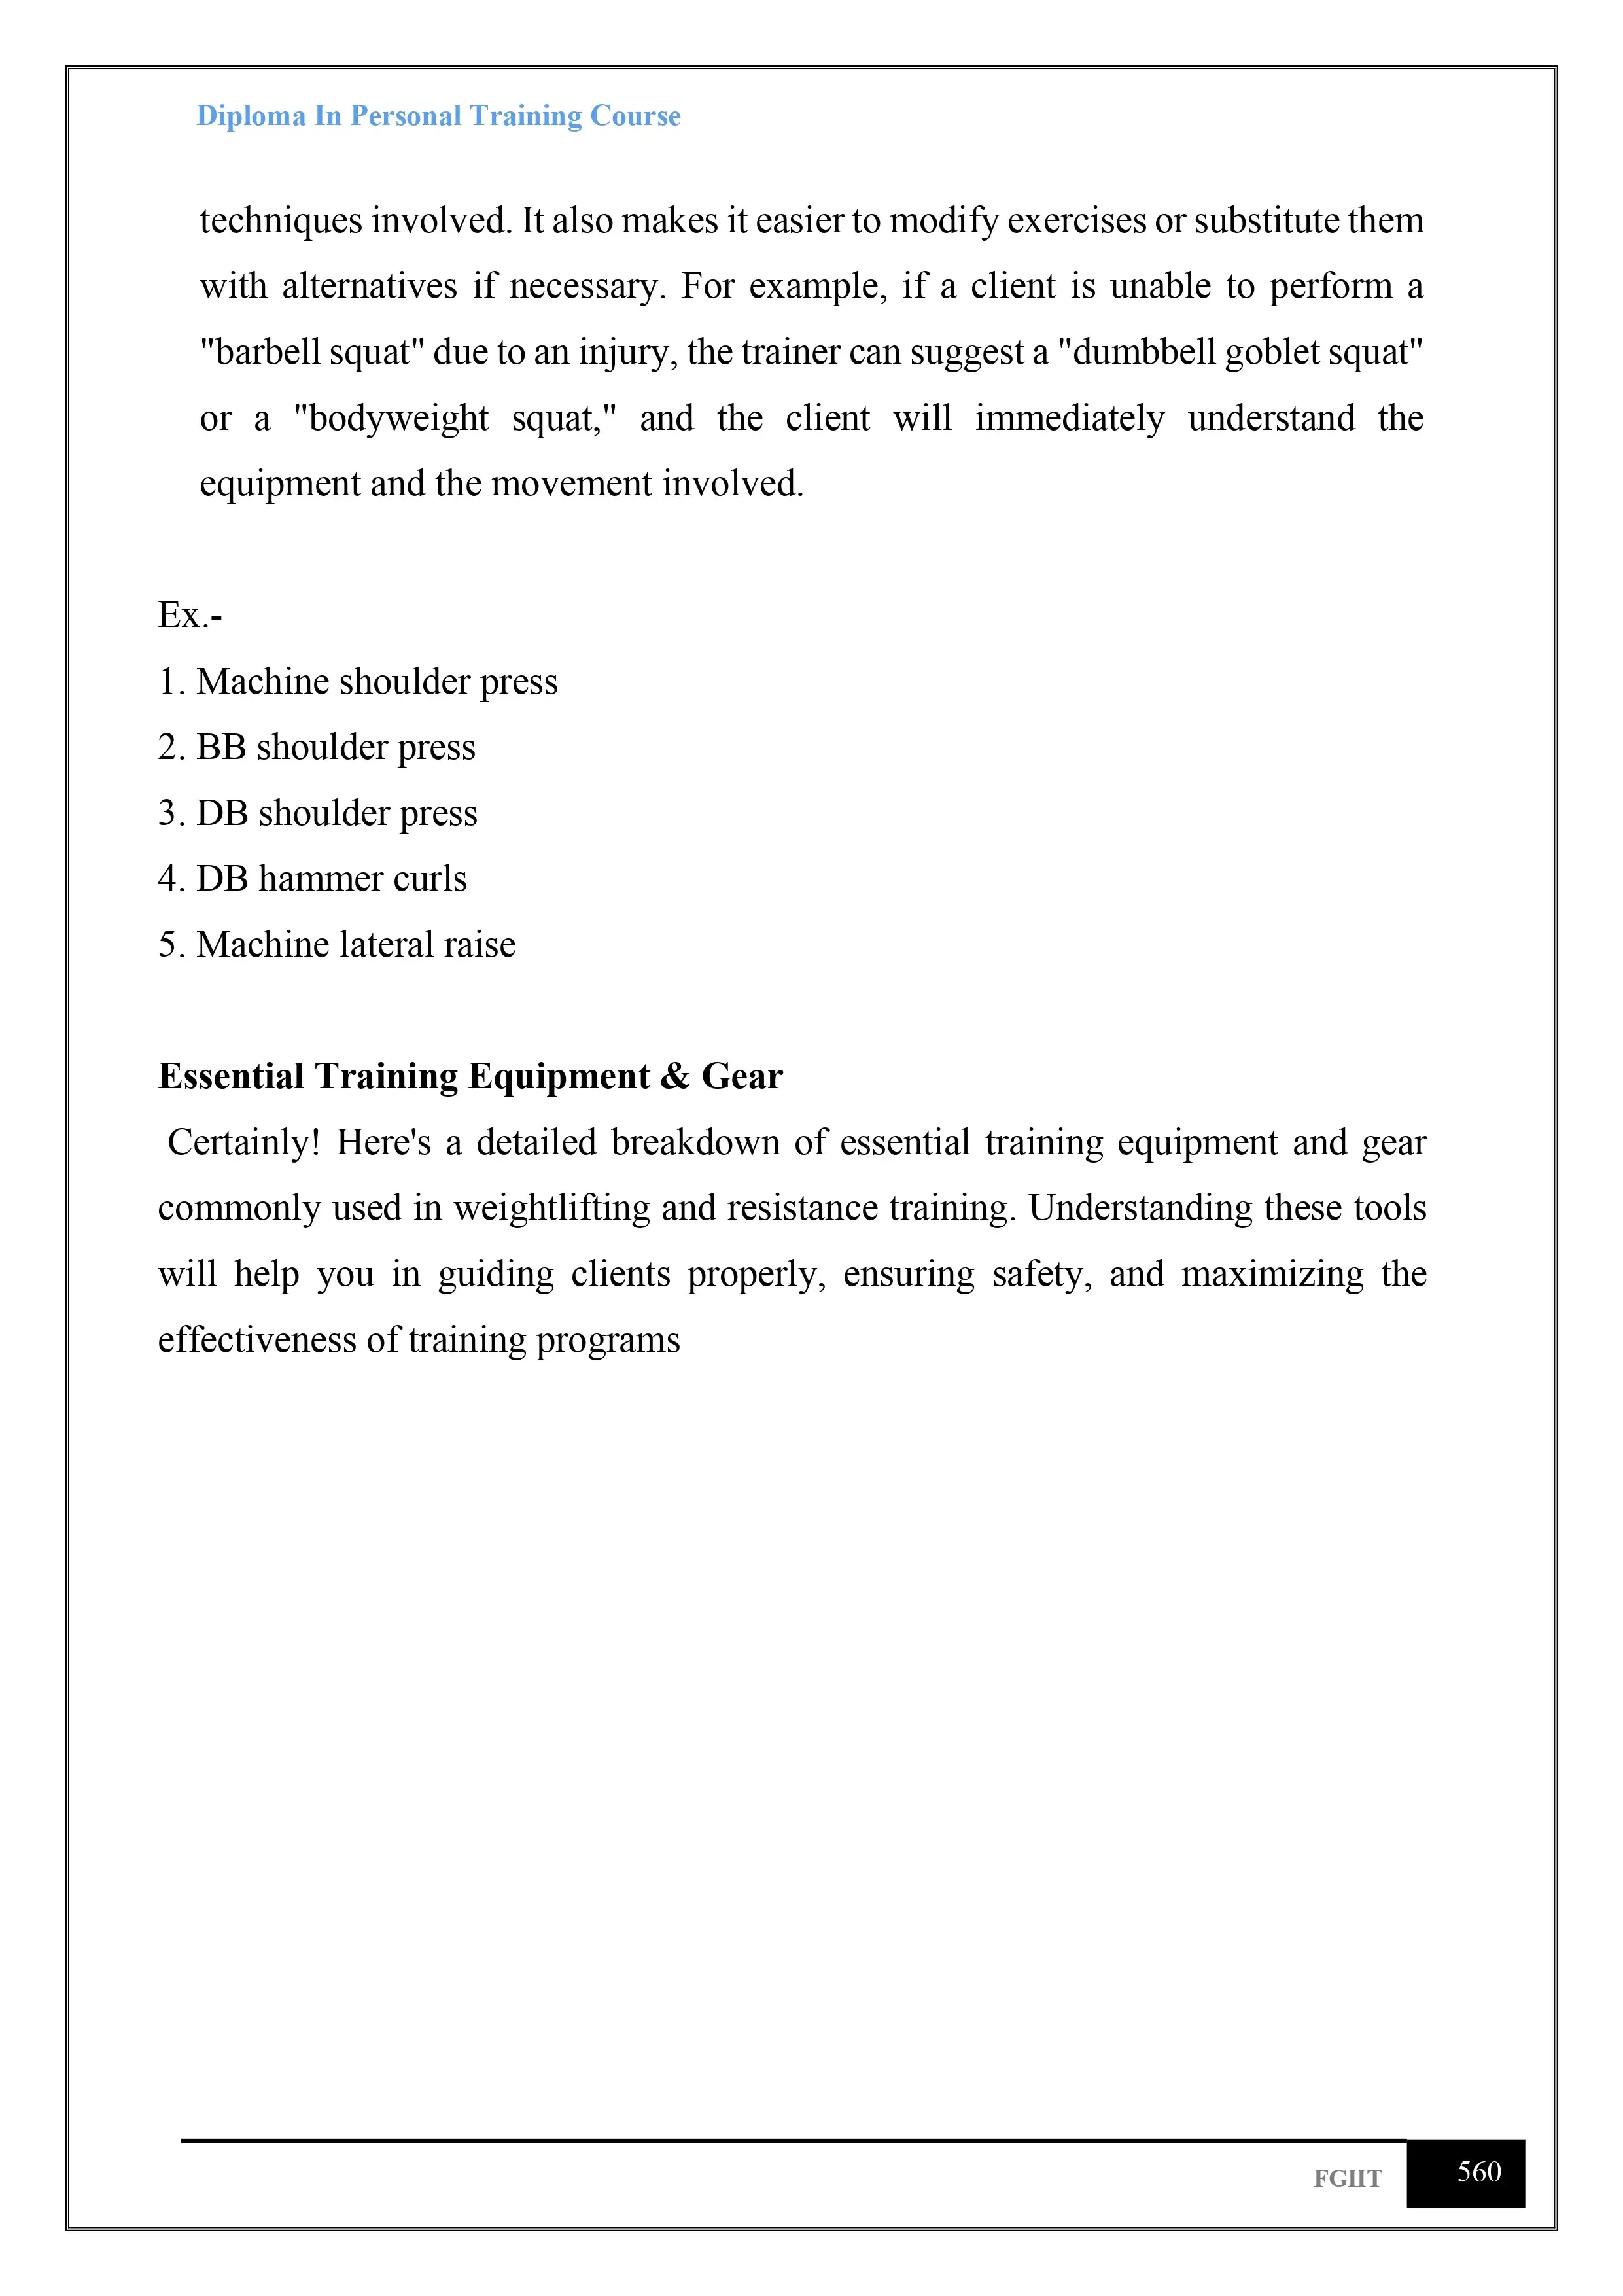 Diploma In Personal Training Course
techniques involved. It also makes it easier to modify exercises or substitute them
with alternatives if necessary. For example, if a client is unable to perform a
"barbell squat" due to an injury, the trainer can suggest a "dumbbell goblet squat"
or a "bodyweight squat," and the client will immediately understand the
equipment and the movement involved.
Ex.-
1. Machine shoulder press
2. BB shoulder press
3. DB shoulder press
4. DB hammer curls
5. Machine lateral raise
Essential Training Equipment & Gear
Certainly! Here's a detailed breakdown of essential training equipment and gear
commonly used in weightlifting and resistance training. Understanding these tools
will help you in guiding clients properly, ensuring safety, and maximizing the
effectiveness of training programs
FGIIT 560